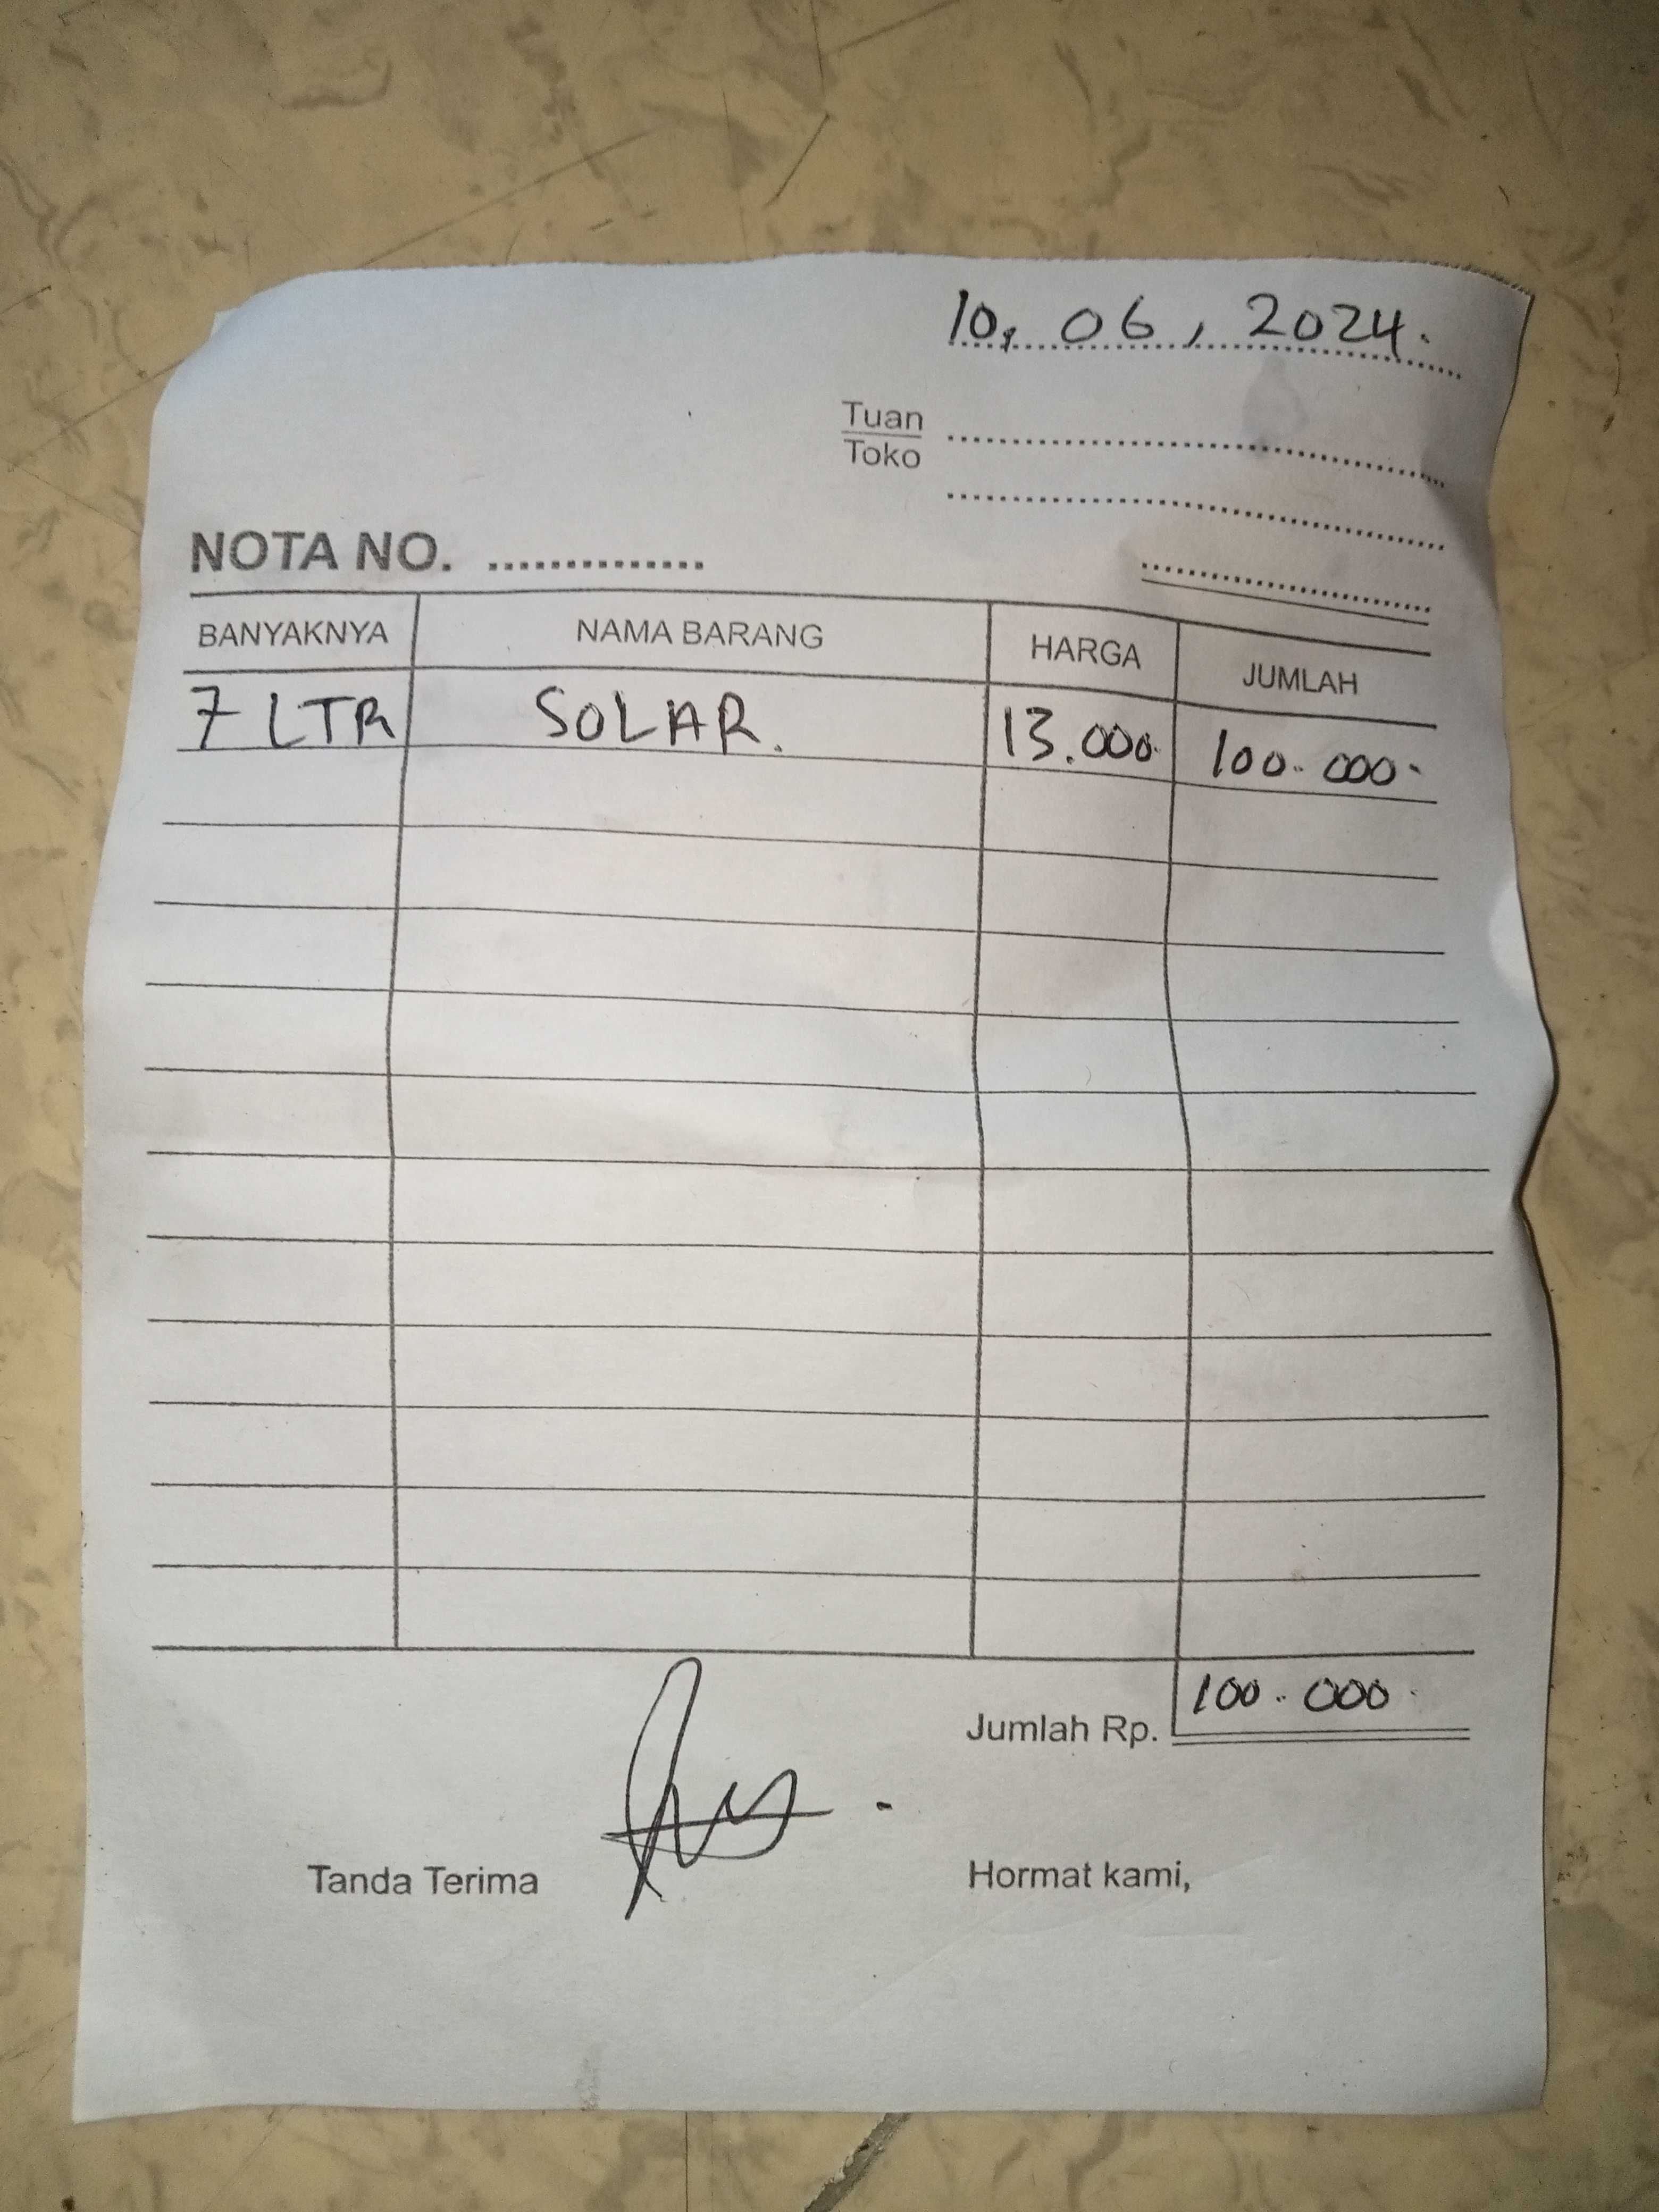 10, 06, 2024.
Tuan
Toko
NOTA NO. ..............
BANYAKNYA NAMA BARANG HARGA JUMLAH
7 LTR SOLAR. 13.000 100.000
Jumlah Rp. 100.000
Tanda Terima Hormat kami,